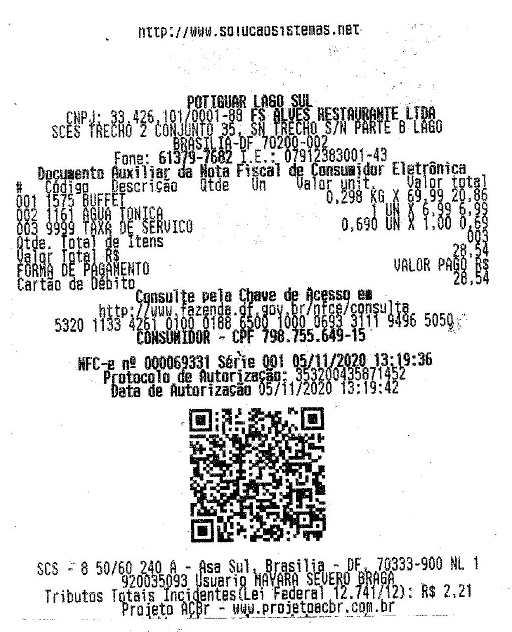 http://www.solucaosistemas.net
POTIGUAR LAGO SUL
CNPJ: 33.426.101/0001-88 FS ALVES RESTAURANTE LTDA
SCES TRECHO 2 CONJUNTO 35, SN TRECHO S/N PARTE B LAGO
BRASILIA-DF 70200-002
Fone: 613/9-7682 I.E.: 07912383001-43
Documento Auxiliar da Nota Fiscal de Consumidor Eletrônica
# Código Descrição Qtde Un Valor unit. Valor total
001 1575 BUFFET 0,298 KG X 69,99 20,86
002 1161 AGUA TONICA 1 UN X 6.99 6,99
003 9999 TAXA DE SERVICO 0,690 UN X 1.00 0,69
Qtde. Total de Itens 003
Valor Total R$ 28,54
FORMA DE PAGAMENTO VALOR PAGO R$
Cartão de Débito 28,54
Consulte pela Chave de Acesso em
http://www.fazenda.df.gov.br/nfce/consulta
5320 1133 4261 0100 0188 6500 1000 0693 3111 9496 5050
CONSUMIDOR - CPF 798.755.649-15
NFC-e nº 000069331 Série 001 05/11/2020 13:19:36
Protocolo de Autorização: 353200435871452
Data de Autorização 05/11/2020 13:19:42
SCS - 8 50/60 240 A - Asa Sul, Brasilia - DF, 70333-900 NL 1
920035093 Usuario NAYARA SEVERO BRAGA
Tributos Totais Incidentes(Lei Federal 12.741/12): R$ 2,21
Projeto ACBr - www.projetoacbr.com.br